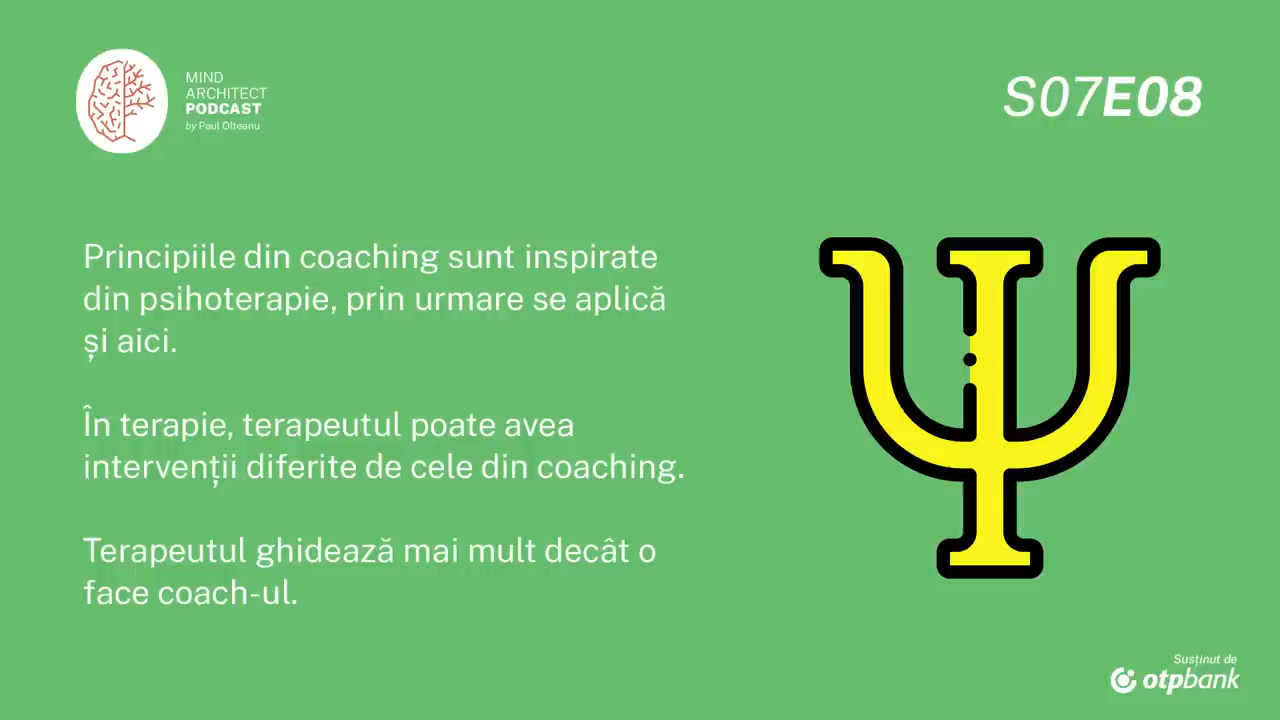 MIND
ARCHITECT
PODCAST
by Paul Olteanu
S07E08
Principiile din coaching sunt inspirate
din psihoterapie, prin urmare se aplică
și aici.
În terapie, terapeutul poate avea
intervenții diferite de cele din coaching.
Terapeutul ghidează mai mult decât o
face coach-ul.
Susținut de
otpbank